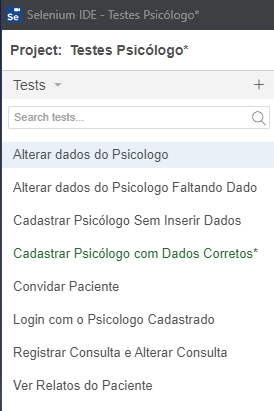 Se Selenium IDE - Testes Psicólogo*
Project: Testes Psicólogo*
Tests
Search tests...
Alterar dados do Psicologo
Alterar dados do Psicologo Faltando Dado
Cadastrar Psicólogo Sem Inserir Dados
Cadastrar Psicólogo com Dados Corretos*
Convidar Paciente
Login com o Psicologo Cadastrado
Registrar Consulta e Alterar Consulta
Ver Relatos do Paciente